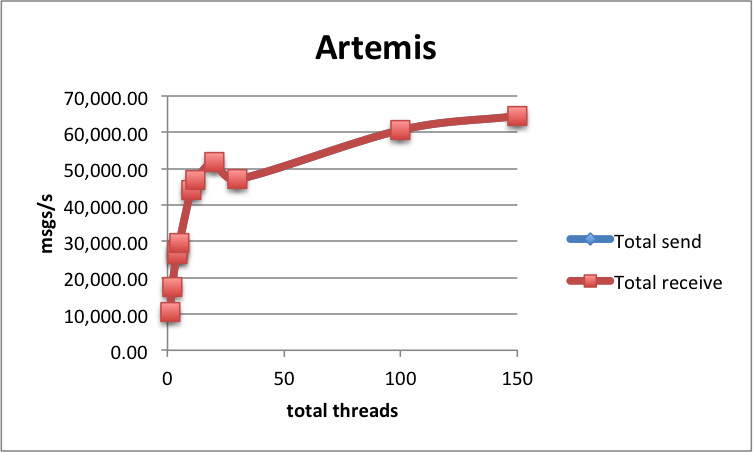 Artemis
70,000.00
60,000.00
50,000.00
40,000.00
30,000.00
20,000.00
10,000.00
0.00
msgs/s
0 50 100 150
total threads
Total send
Total receive